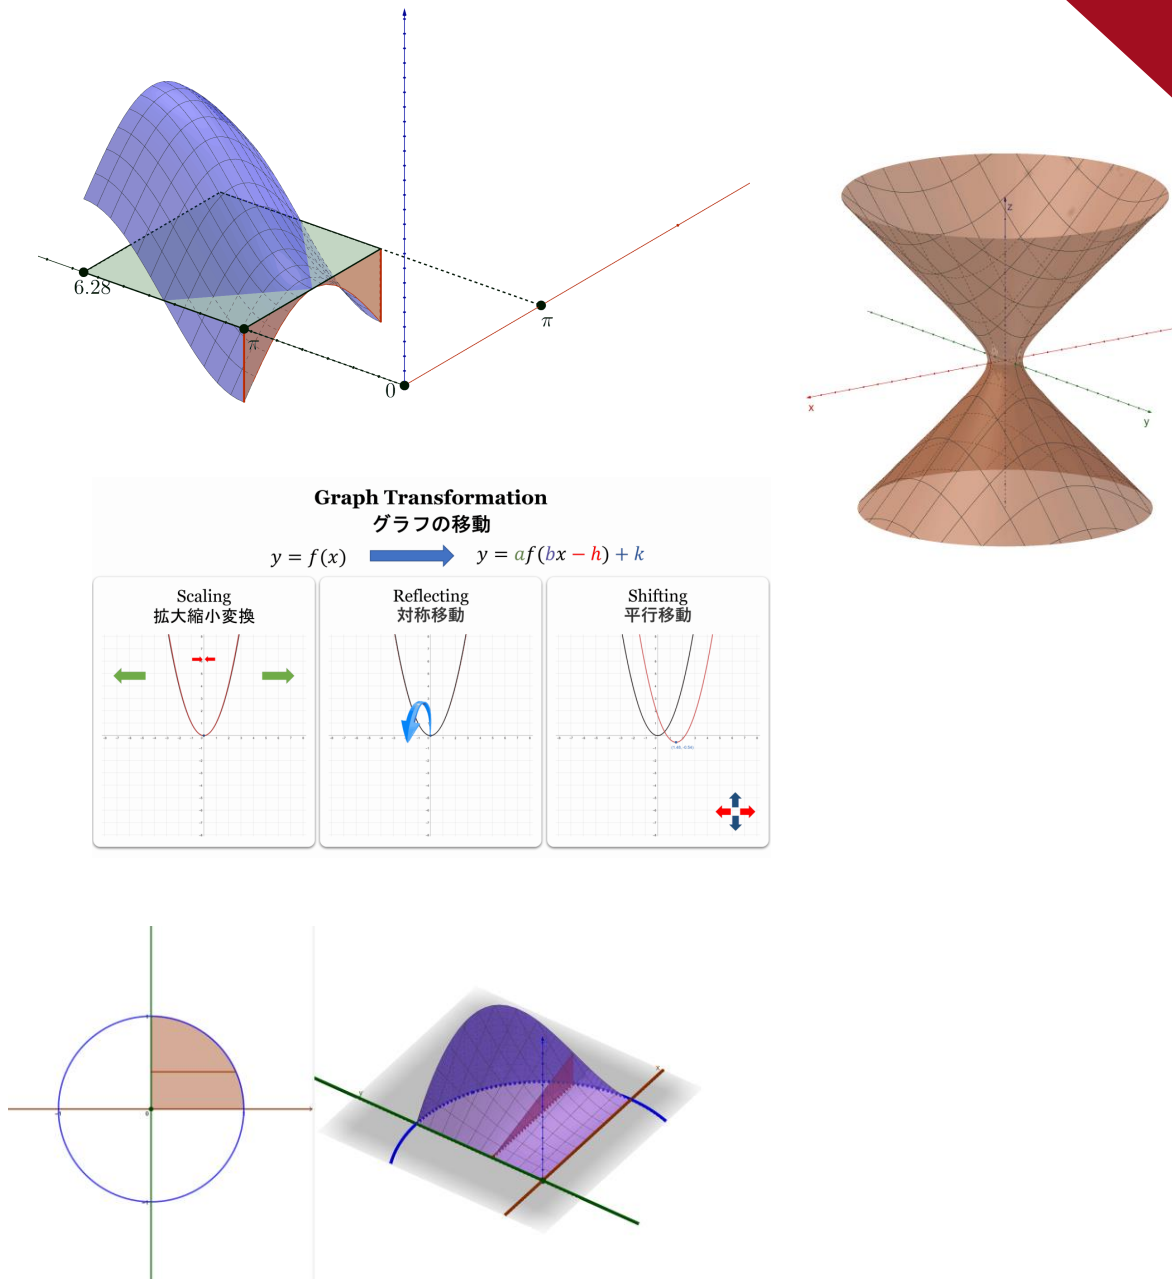 6.28
π
π
0
z
x
y
Graph Transformation
グラフの移動
y = f(x)
y = af(bx − h) + k
Scaling
拡大縮小変換
Reflecting
対称移動
Shifting
平行移動
x
y
0